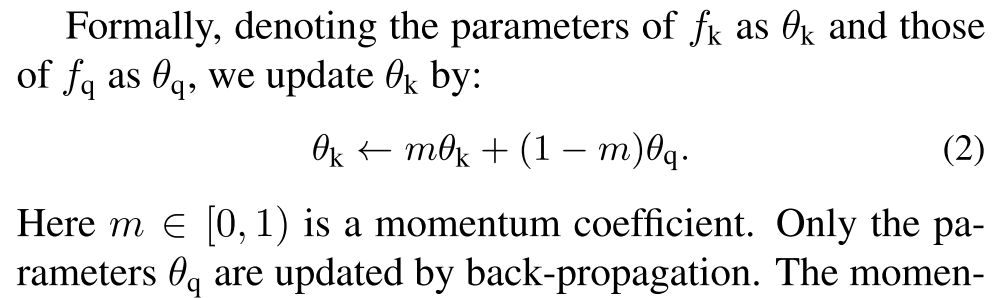 Formally, denoting the parameters of f_k as θ_k and those
of f_q as θ_q, we update θ_k by:
θ_k ← mθ_k + (1 − m)θ_q. (2)
Here m ∈ [0, 1) is a momentum coefficient. Only the pa-
rameters θ_q are updated by back-propagation. The momen-